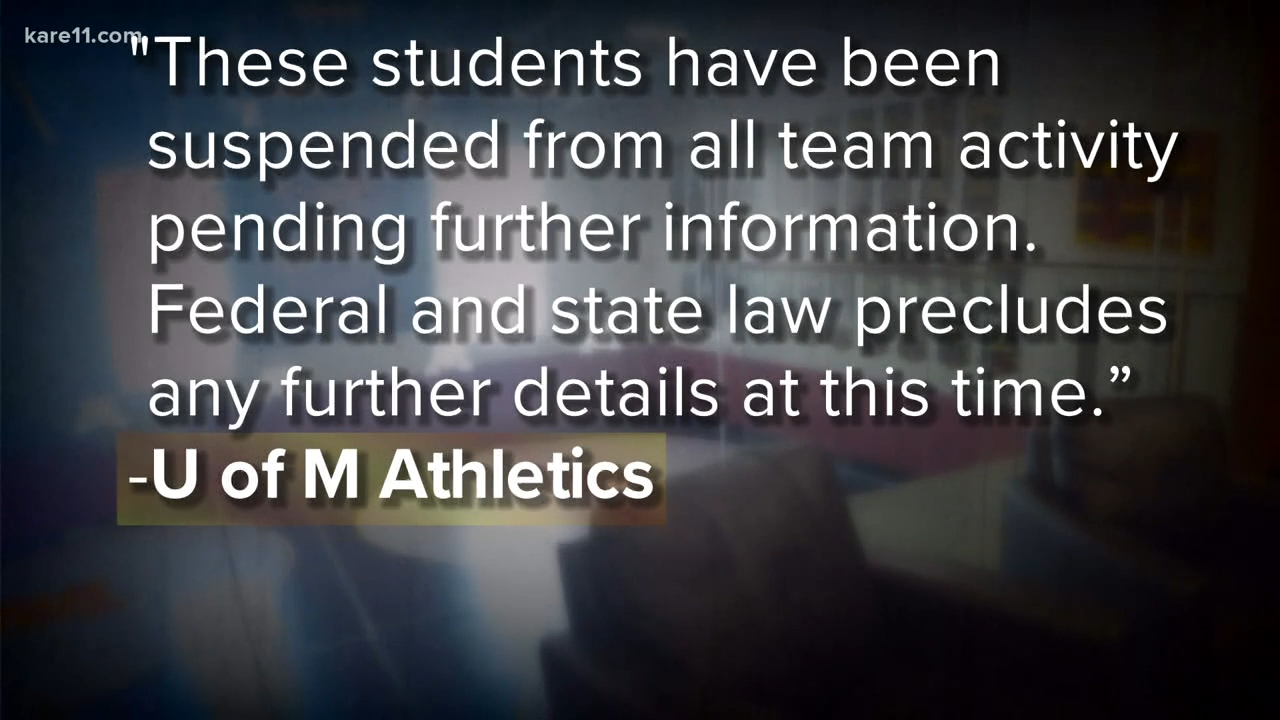 kare11.com
"These students have been
suspended from all team activity
pending further information.
Federal and state law precludes
any further details at this time.”
-U of M Athletics